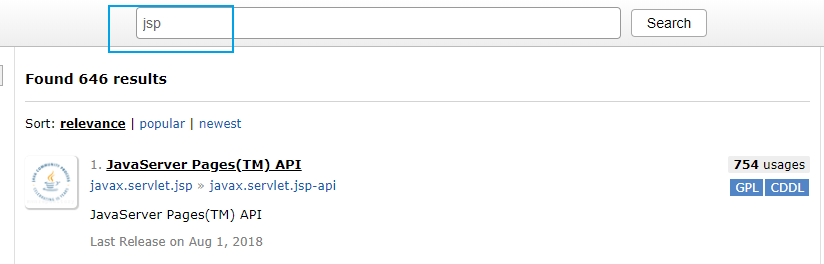 jsp
Search
Found 646 results
Sort: relevance | popular | newest
1. JavaServer Pages(TM) API
754 usages
javax.servlet.jsp » javax.servlet.jsp-api
GPL CDDL
JavaServer Pages(TM) API
Last Release on Aug 1, 2018